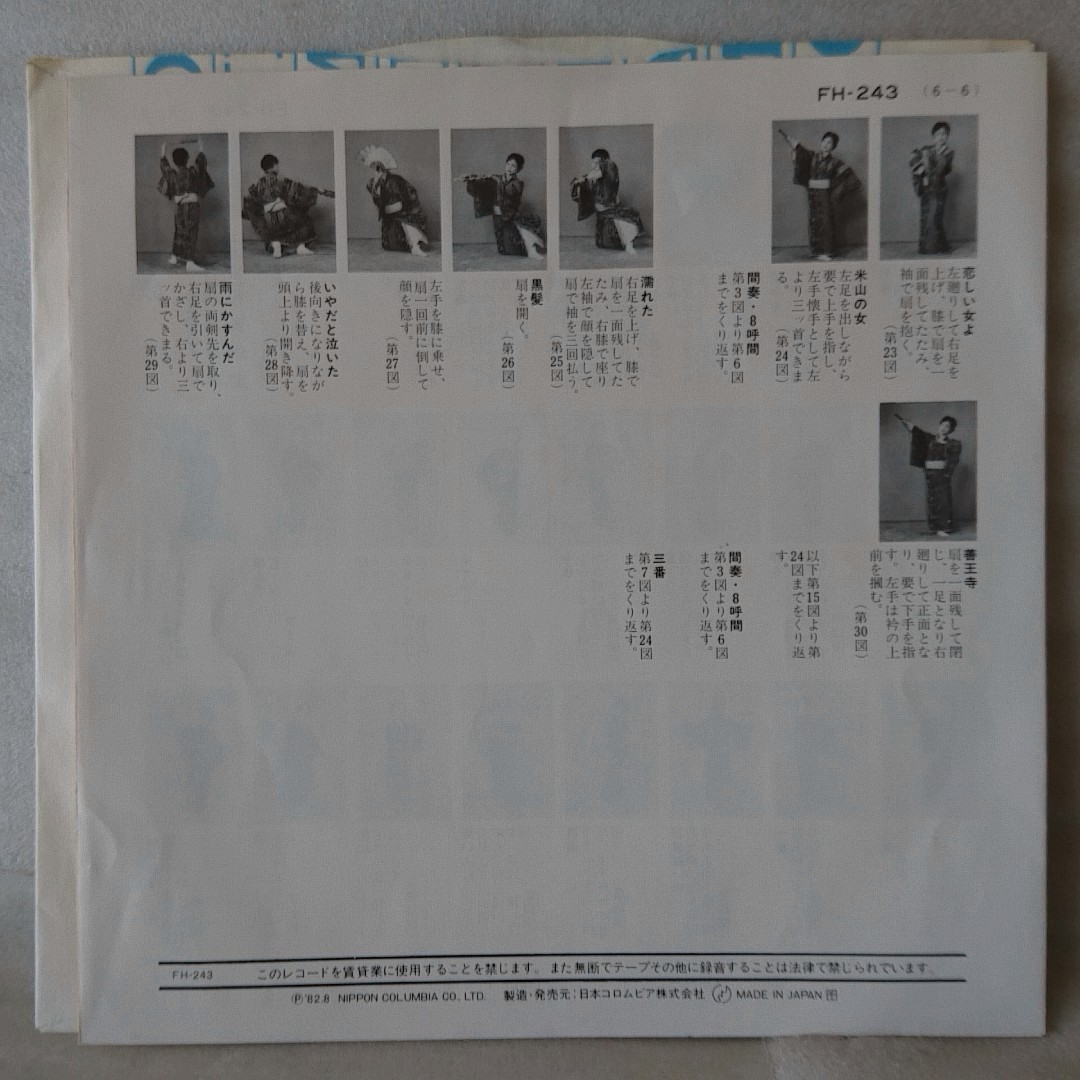 FH-243 (6-6)
恋しい女よ
左廻りして右足を
上げ、膝で扇を一
面残してたたみ、
袖で扇を抱く。
(第23図)
米山の女
左足を出しながら
要で上手を指し、
左手懐手として左
より三ッ首できま
る。
(第24図)
間奏・8呼間
第3図より第6図
までをくり返す。
濡れた
右足を上げ、膝で
扇を一面残してた
たみ、右膝で座り
左袖で顔を隠して
扇で袖を三回払う。
(第25図)
黒髪
扇を開く。
(第26図)
左手を膝に乗せ、
扇一回前に倒して
顔を隠す。
(第27図)
いやだと泣いた
後向きになりなが
ら膝を替え、扇を
頭上より開き降す。
(第28図)
雨にかすんだ
扇の両剣先を取り、
右足を引いて扇で
かざし、右より三
ッ首できまる。
(第29図)
善王寺
扇を一面残して閉
じ、一足となり右
廻りして正面とな
り、要で下手を指
す。左手は衿の上
前を摑む。
(第30図)
以下第15図より第
24図までをくり返
す。
間奏・8呼間
第3図より第6図
までをくり返す。
三番
第7図より第24図
までをくり返す。
FH-243 このレコードを賃貸業に使用することを禁じます。また無断でテープその他に録音することは法律で禁じられています。
Ⓟ'82.8 NIPPON COLUMBIA CO., LTD. 製造・発売元:日本コロムビア株式会社 MADE IN JAPAN